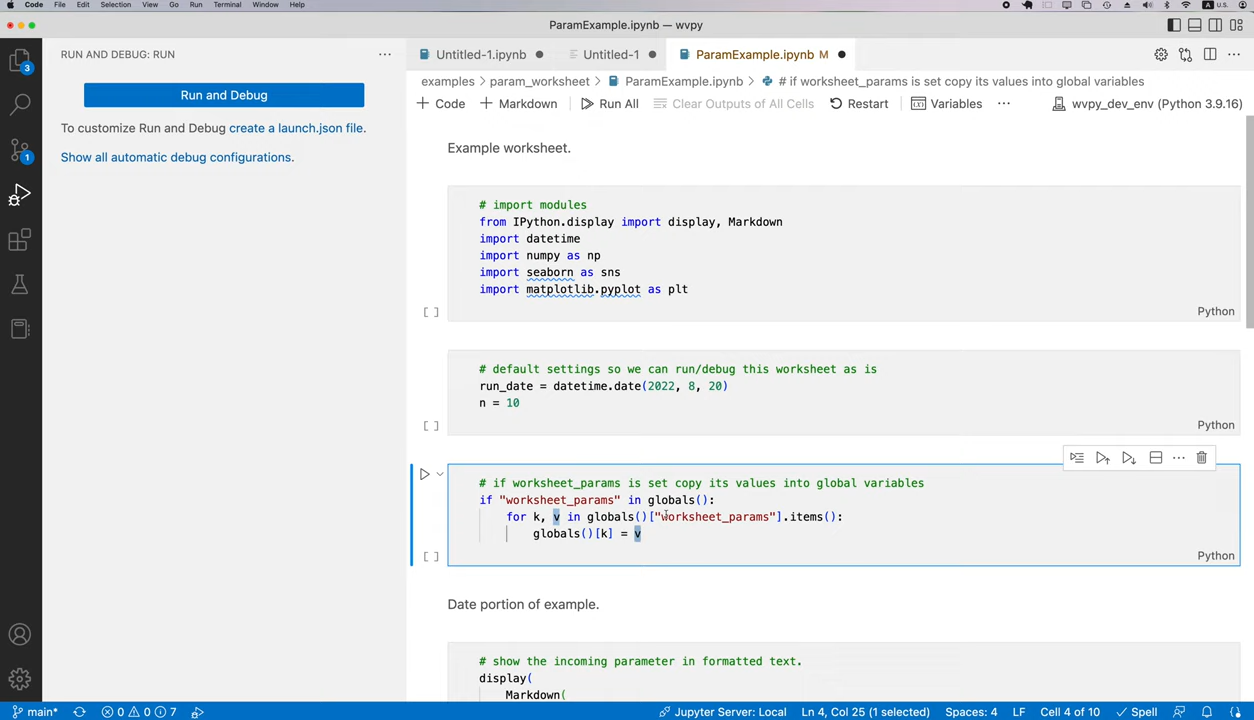 Code File Edit Selection View Go Run Terminal Window Help
A U.S.
ParamExample.ipynb — wvpy
RUN AND DEBUG: RUN
Run and Debug
To customize Run and Debug create a launch.json file.
Show all automatic debug configurations.
3
1
Untitled-1.ipynb
Untitled-1
ParamExample.ipynb M
examples > param_worksheet > ParamExample.ipynb > # if worksheet_params is set copy its values into global variables
+ Code + Markdown Run All Clear Outputs of All Cells Restart Variables ··· wvpy_dev_env (Python 3.9.16)
Example worksheet.
# import modules
from IPython.display import display, Markdown
import datetime
import numpy as np
import seaborn as sns
import matplotlib.pyplot as plt
[ ] Python
# default settings so we can run/debug this worksheet as is
run_date = datetime.date(2022, 8, 20)
n = 10
[ ] Python
# if worksheet_params is set copy its values into global variables
if "worksheet_params" in globals():
for k, v in globals()["worksheet_params"].items():
globals()[k] = v
[ ] Python
Date portion of example.
# show the incoming parameter in formatted text.
display(
Markdown(
main* 0 0 7 Jupyter Server: Local Ln 4, Col 25 (1 selected) Spaces: 4 LF Cell 4 of 10 Spell